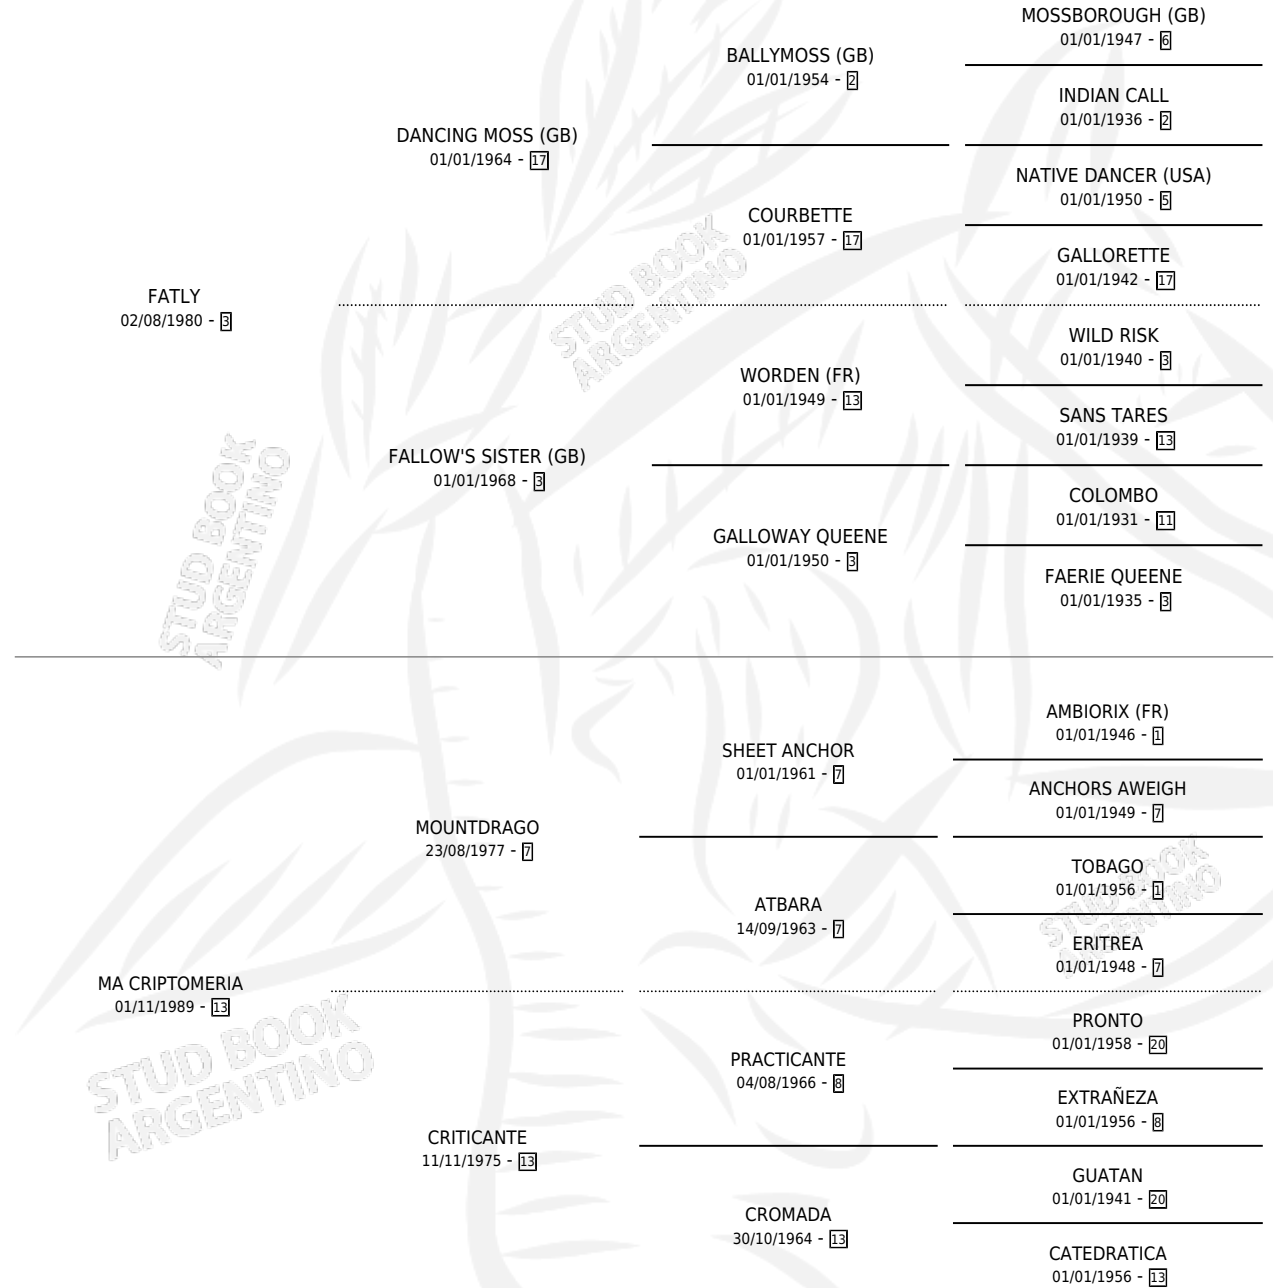 MOSSBOROUGH (GB)
01/01/1947 - 6
BALLYMOSS (GB)
01/01/1954 - 2
INDIAN CALL
01/01/1936 - 2
DANCING MOSS (GB)
01/01/1964 - 17
NATIVE DANCER (USA)
01/01/1950 - 5
COURBETTE
01/01/1957 - 17
GALLORETTE
01/01/1942 - 17
FATLY
02/08/1980 - 3
WILD RISK
01/01/1940 - 3
WORDEN (FR)
01/01/1949 - 13
SANS TARES
01/01/1939 - 13
FALLOW'S SISTER (GB)
01/01/1968 - 3
COLOMBO
01/01/1931 - 11
GALLOWAY QUEENE
01/01/1950 - 3
FAERIE QUEENE
01/01/1935 - 3
AMBIORIX (FR)
01/01/1946 - 1
SHEET ANCHOR
01/01/1961 - 7
ANCHORS AWEIGH
01/01/1949 - 7
MOUNTDRAGO
23/08/1977 - 7
TOBAGO
01/01/1956 - 1
ATBARA
14/09/1963 - 7
ERITREA
01/01/1948 - 7
MA CRIPTOMERIA
01/11/1989 - 13
PRONTO
01/01/1958 - 20
PRACTICANTE
04/08/1966 - 8
EXTRAÑEZA
01/01/1956 - 8
CRITICANTE
11/11/1975 - 13
GUATAN
01/01/1941 - 20
CROMADA
30/10/1964 - 13
CATEDRATICA
01/01/1956 - 13
STUD BOOK
ARGENTINO
STUD BOOK
ARGENTINO
STUD BOOK
ARGENTINO
STUD BOOK
ARGENTINO